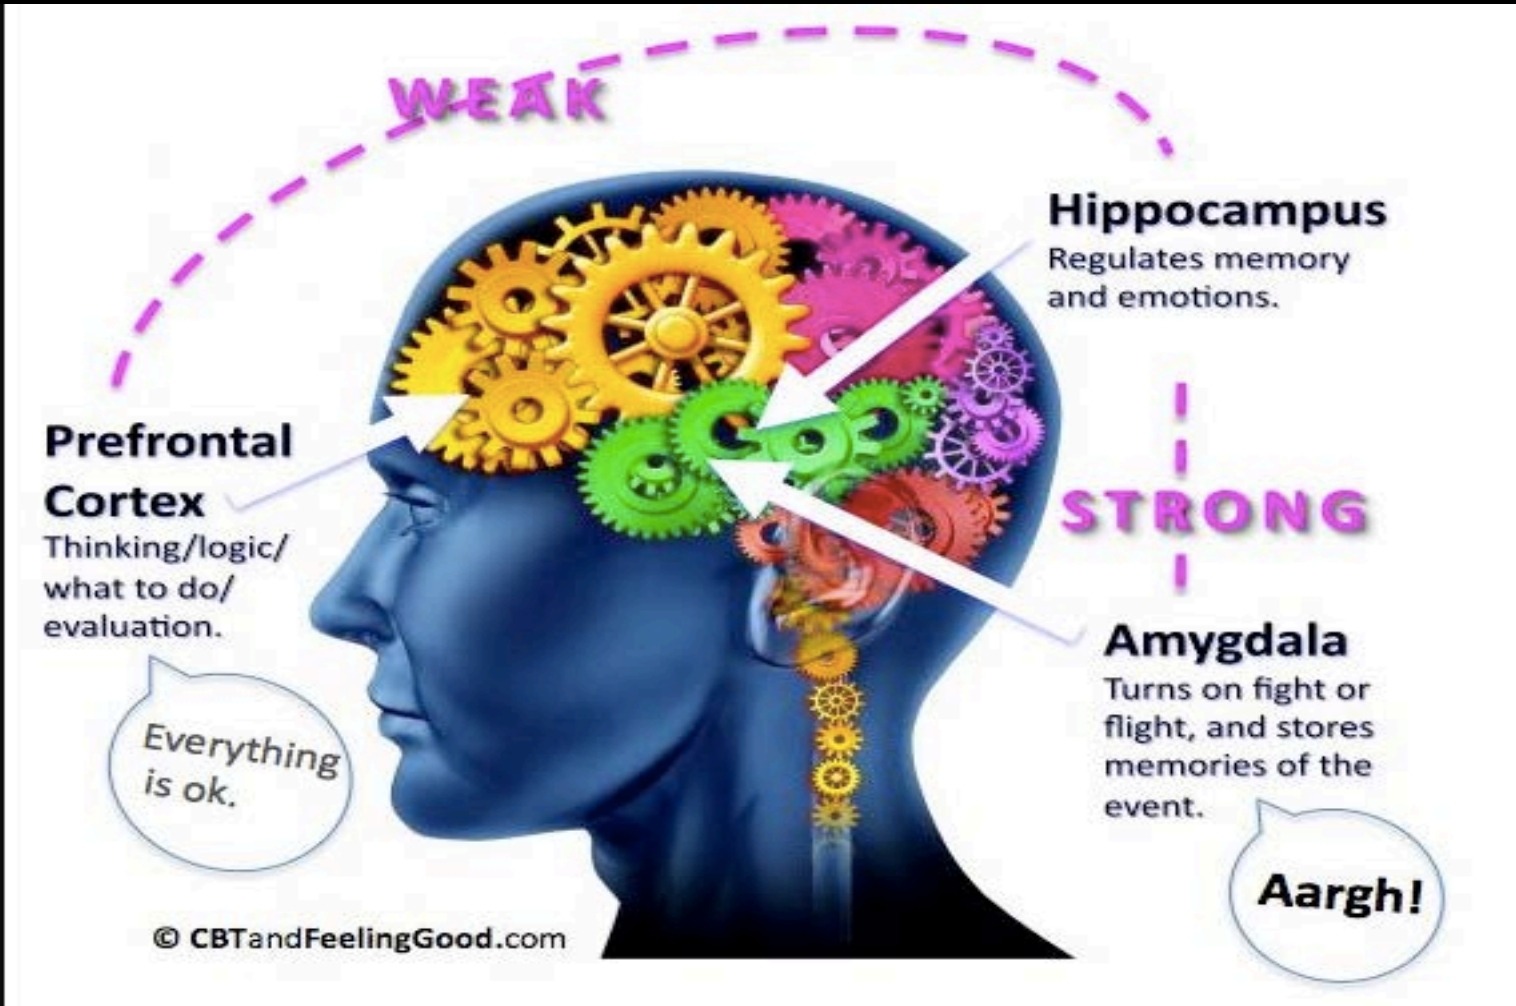 WEAK
Hippocampus
Regulates memory
and emotions.
Prefrontal
Cortex
Thinking/logic/
what to do/
evaluation.
Everything
is ok.
STRONG
Amygdala
Turns on fight or
flight, and stores
memories of the
event.
Aargh!
© CBTandFeelingGood.com